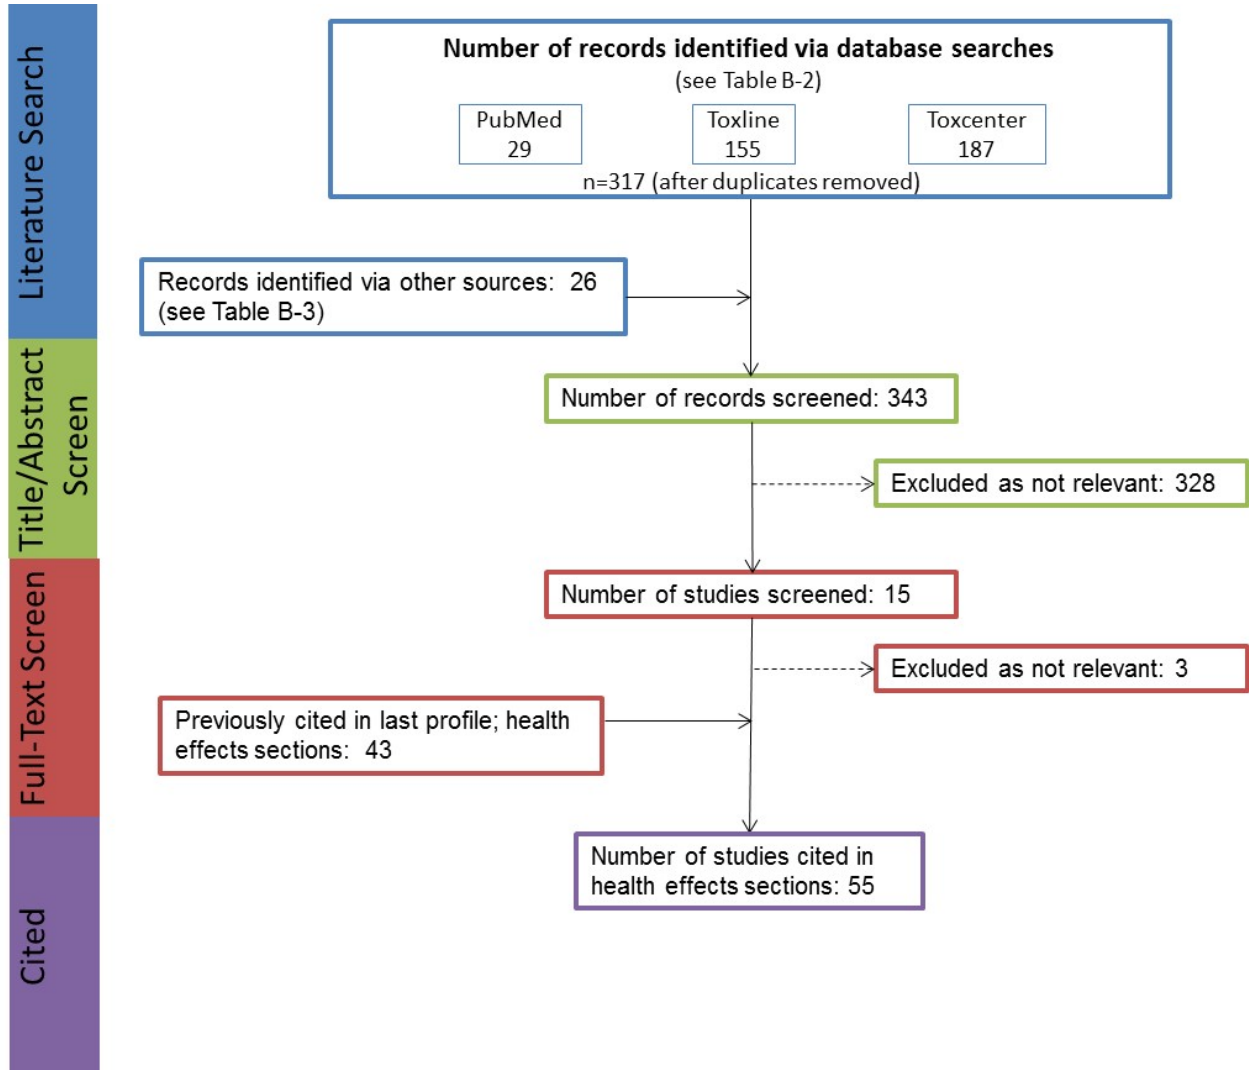 Literature Search
Number of records identified via database searches
(see Table B-2)
PubMed
29
Toxline
155
Toxcenter
187
n=317 (after duplicates removed)
Records identified via other sources: 26
(see Table B-3)
Title/Abstract
Screen
Number of records screened: 343
Excluded as not relevant: 328
Full-Text Screen
Number of studies screened: 15
Excluded as not relevant: 3
Previously cited in last profile; health
effects sections: 43
Cited
Number of studies cited in
health effects sections: 55